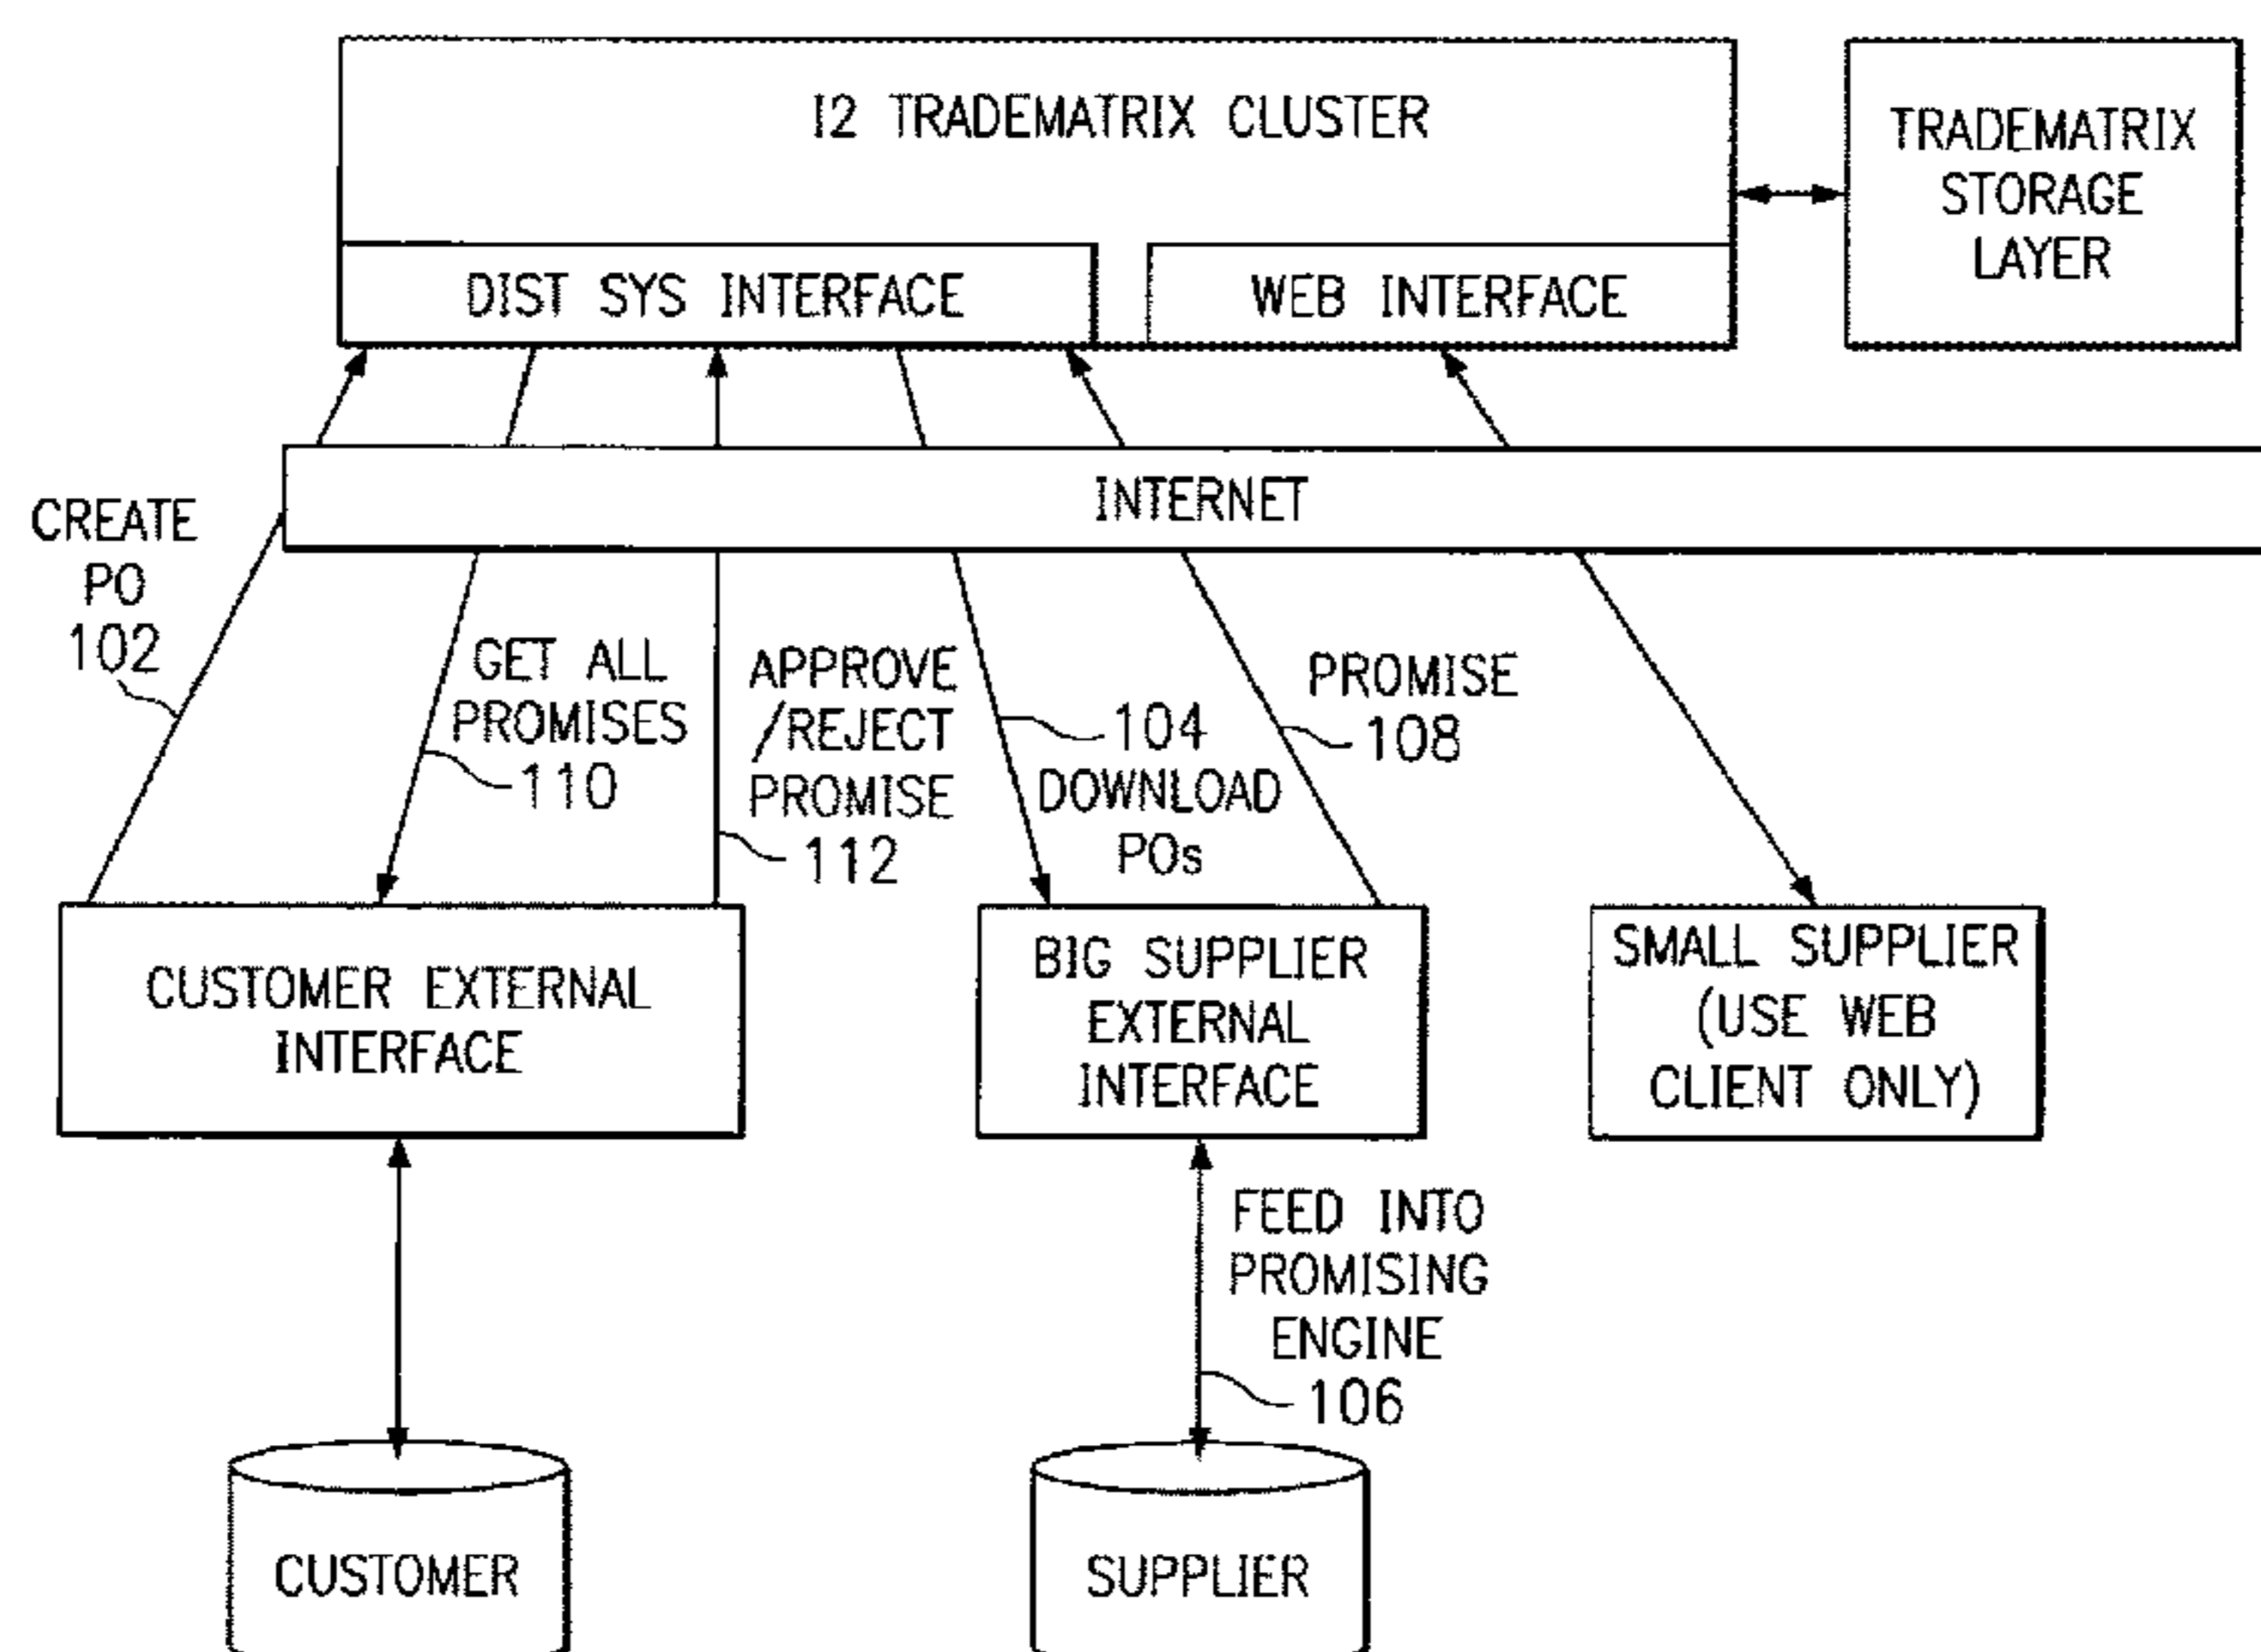 I2 TRADEMATRIX CLUSTER
TRADEMATRIX
STORAGE
LAYER
DIST SYS INTERFACE
WEB INTERFACE
INTERNET
CREATE
PO
102
GET ALL
PROMISES
110
APPROVE
/REJECT
PROMISE
112
104
DOWNLOAD
POs
PROMISE
108
CUSTOMER EXTERNAL
INTERFACE
BIG SUPPLIER
EXTERNAL
INTERFACE
SMALL SUPPLIER
(USE WEB
CLIENT ONLY)
FEED INTO
PROMISING
ENGINE
106
CUSTOMER
SUPPLIER